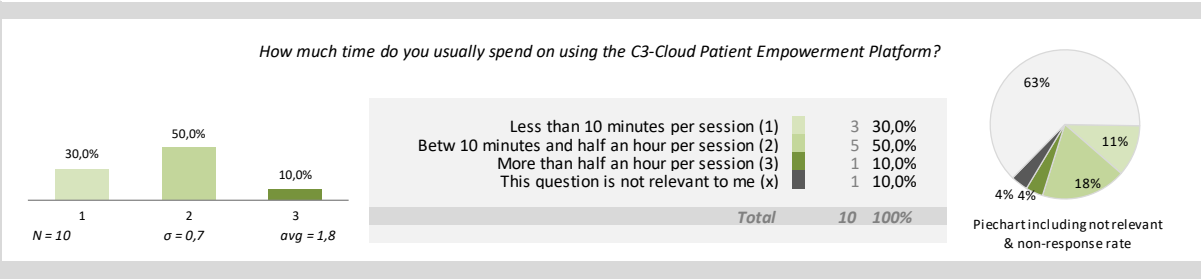 How much time do you usually spend on using the C3-Cloud Patient Empowerment Platform?
30,0%
50,0%
10,0%
1
2
3
N = 10
σ = 0,7
avg = 1,8
Less than 10 minutes per session (1) 3 30,0%
Betw 10 minutes and half an hour per session (2) 5 50,0%
More than half an hour per session (3) 1 10,0%
This question is not relevant to me (x) 1 10,0%
Total 10 100%
63%
11%
18%
4% 4%
Piechart including not relevant
& non-response rate